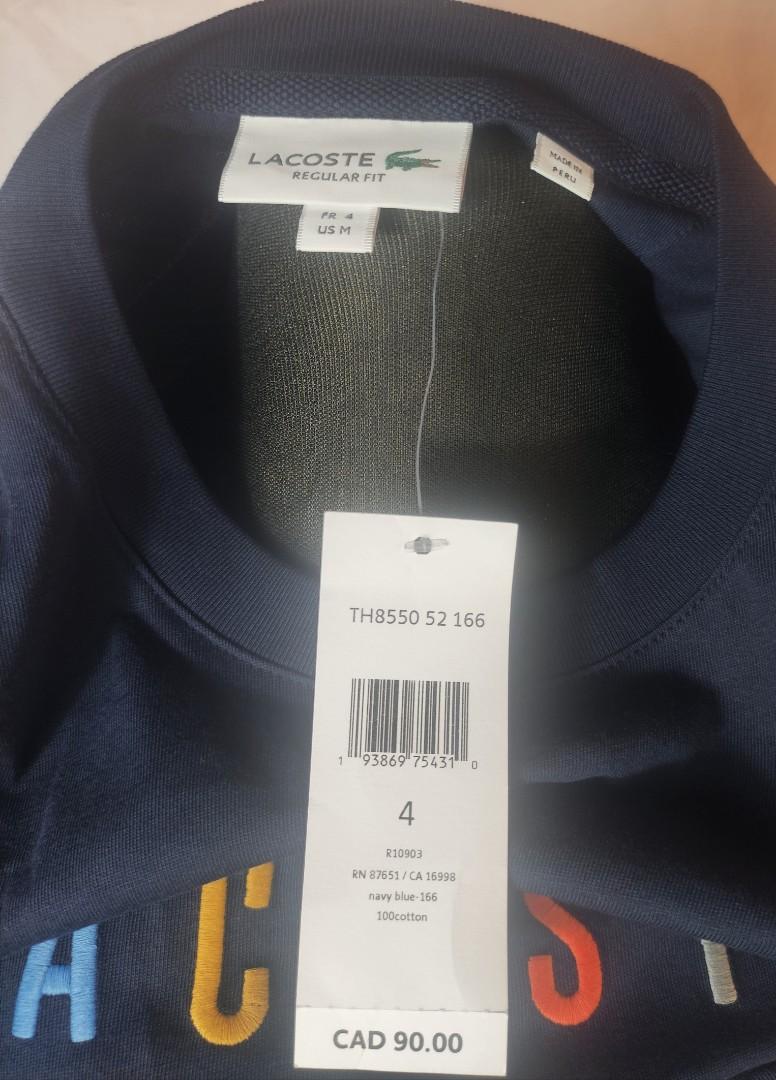 LACOSTE
REGULAR FIT
MADE IN
PERU
FR 4
US M
TH8550 52 166
1 93869 75431 0
4
R10903
RN 87651 / CA 16998
navy blue-166
100cotton
A C S T
CAD 90.00